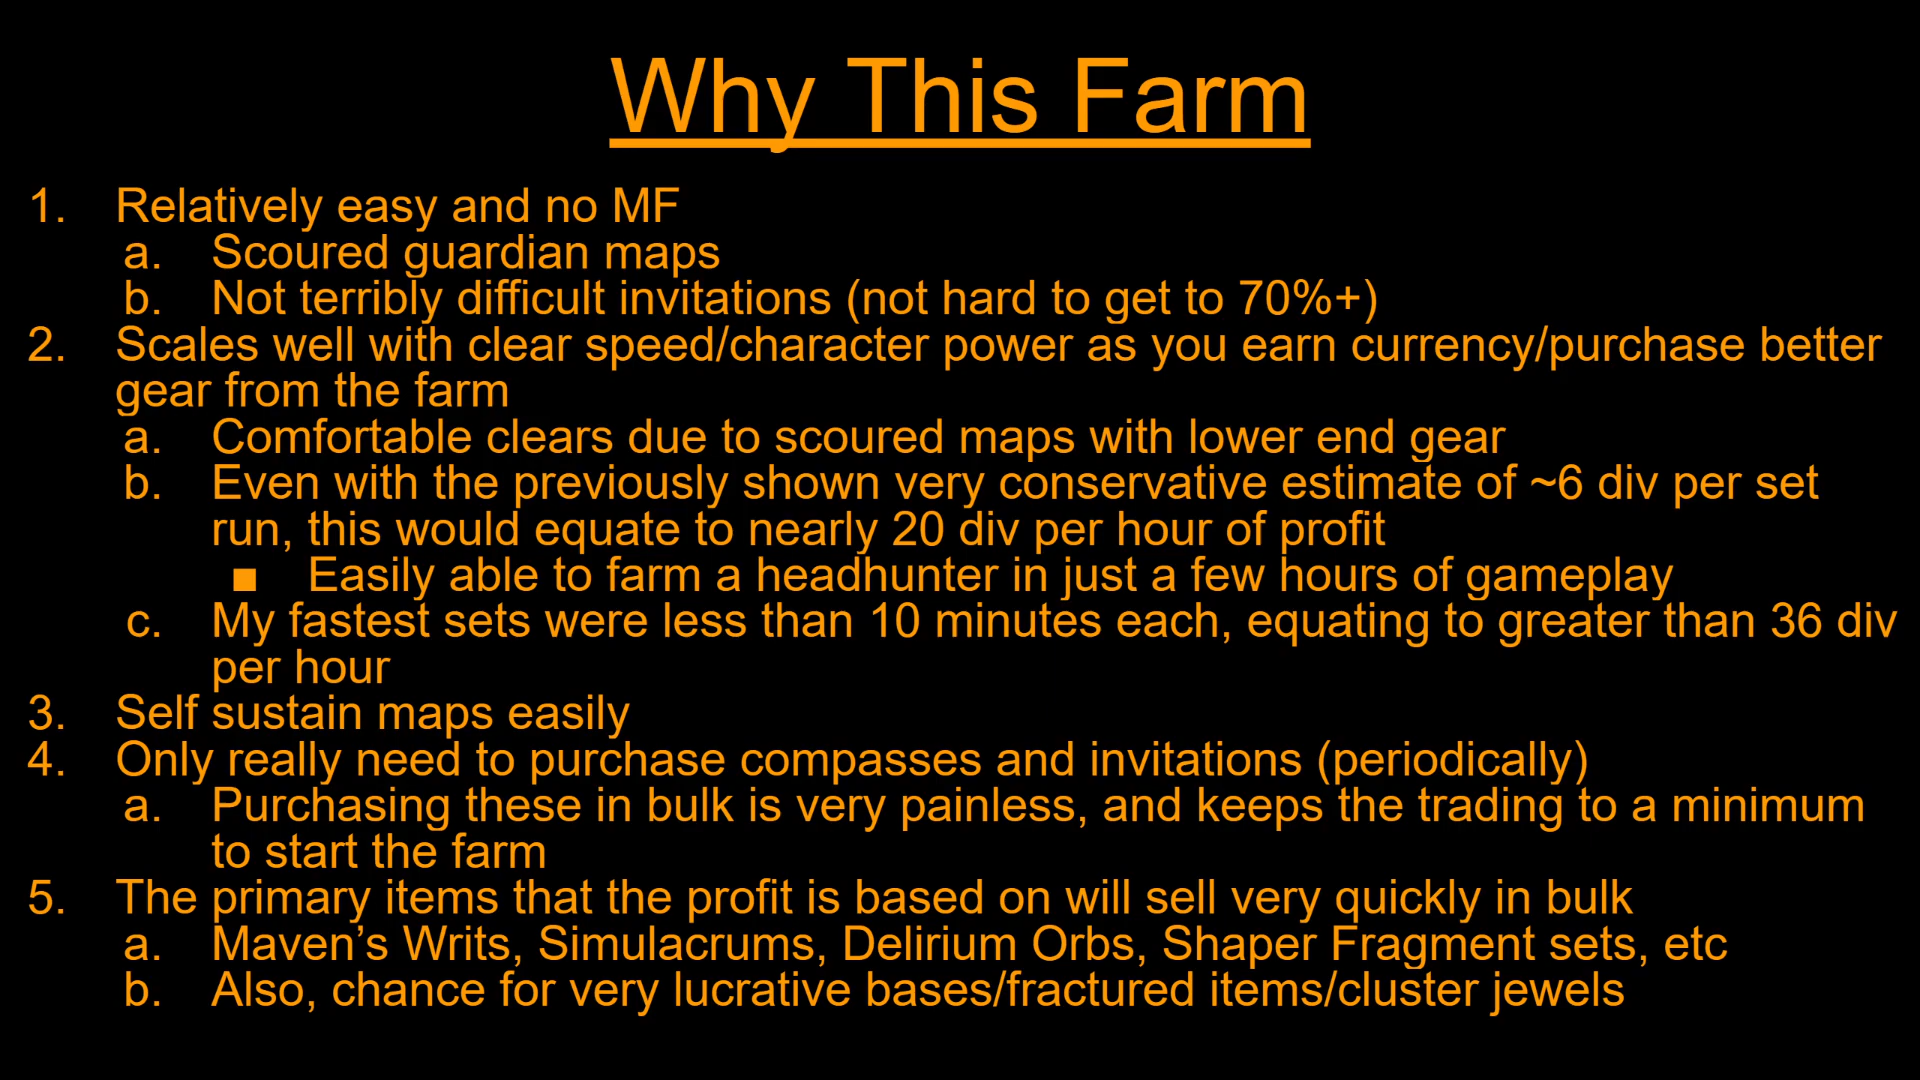 Why This Farm
1. Relatively easy and no MF
a. Scoured guardian maps
b. Not terribly difficult invitations (not hard to get to 70%+)
2. Scales well with clear speed/character power as you earn currency/purchase better
gear from the farm
a. Comfortable clears due to scoured maps with lower end gear
b. Even with the previously shown very conservative estimate of ~6 div per set
run, this would equate to nearly 20 div per hour of profit
■ Easily able to farm a headhunter in just a few hours of gameplay
c. My fastest sets were less than 10 minutes each, equating to greater than 36 div
per hour
3. Self sustain maps easily
4. Only really need to purchase compasses and invitations (periodically)
a. Purchasing these in bulk is very painless, and keeps the trading to a minimum
to start the farm
5. The primary items that the profit is based on will sell very quickly in bulk
a. Maven’s Writs, Simulacrums, Delirium Orbs, Shaper Fragment sets, etc
b. Also, chance for very lucrative bases/fractured items/cluster jewels